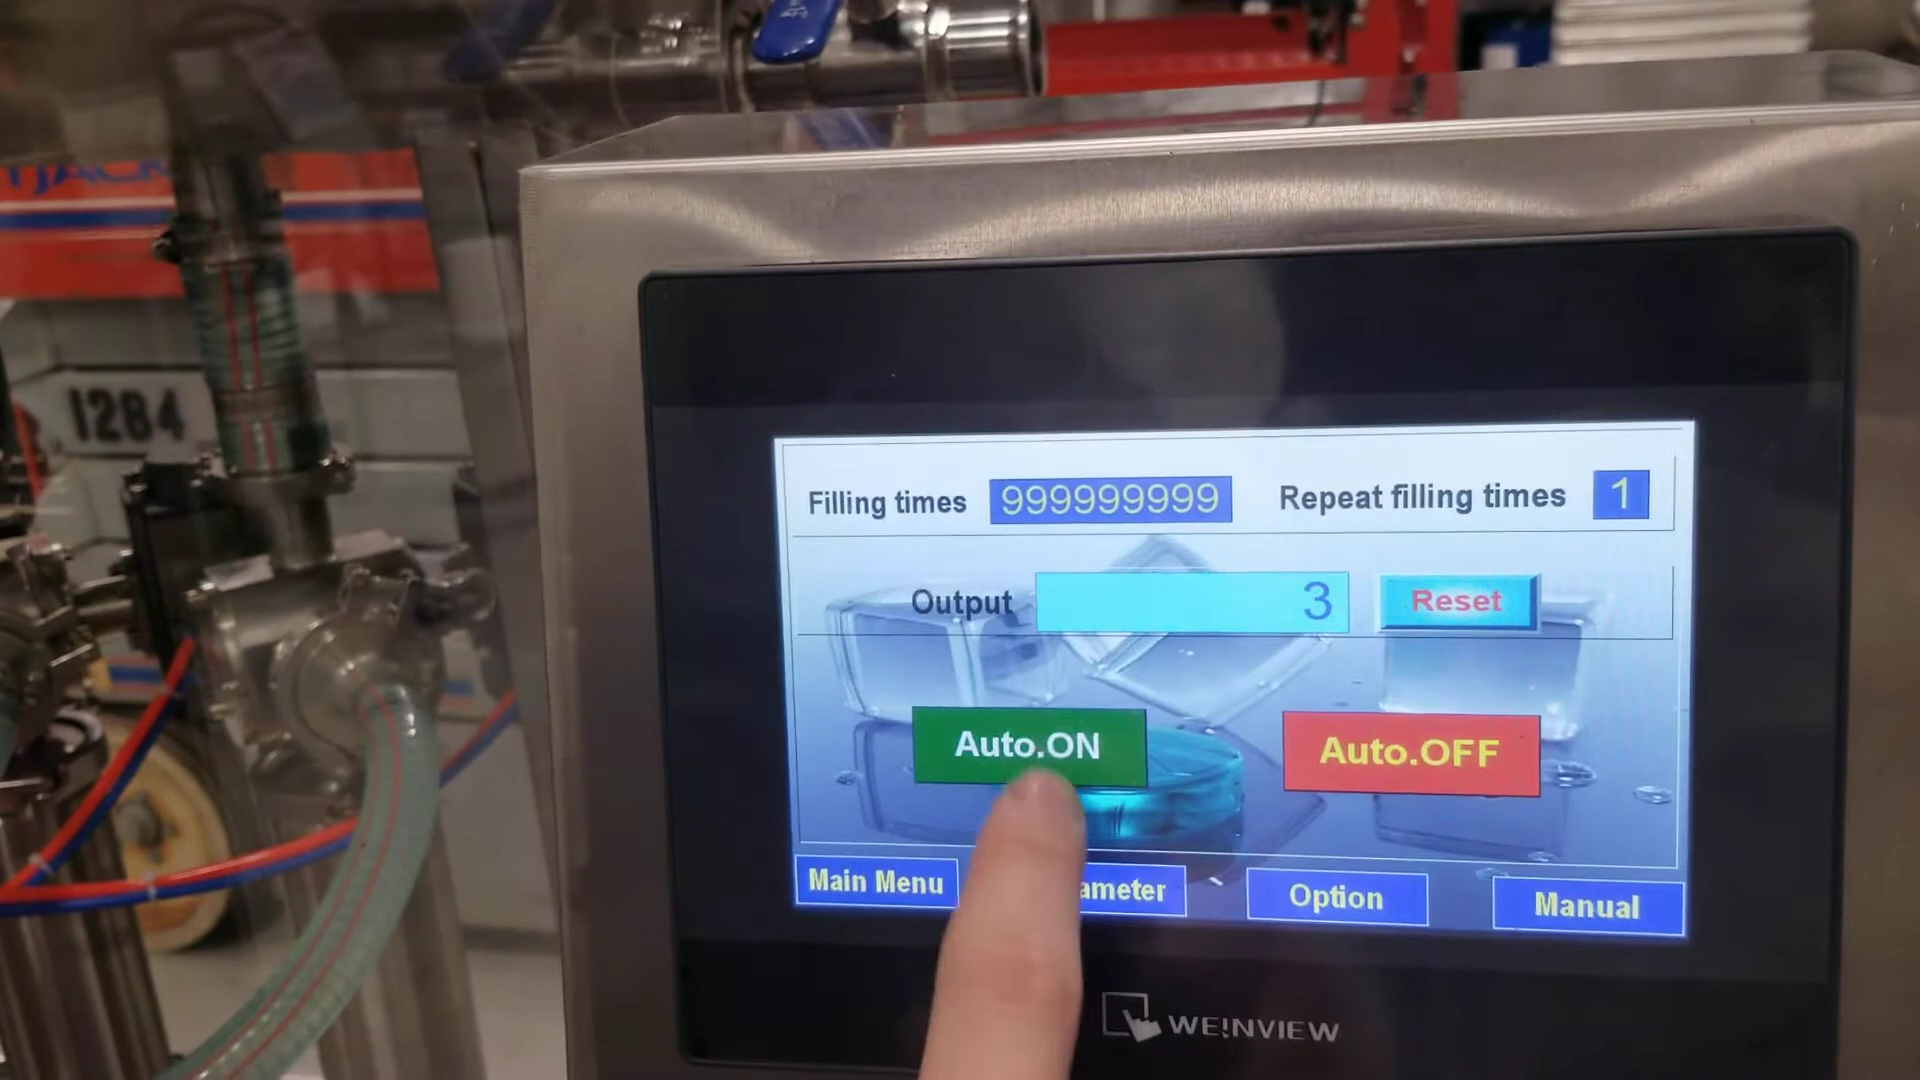 1284
Filling times 999999999 Repeat filling times 1
Output 3 Reset
Auto.ON Auto.OFF
Main Menu ameter Option Manual
WEINVIEW